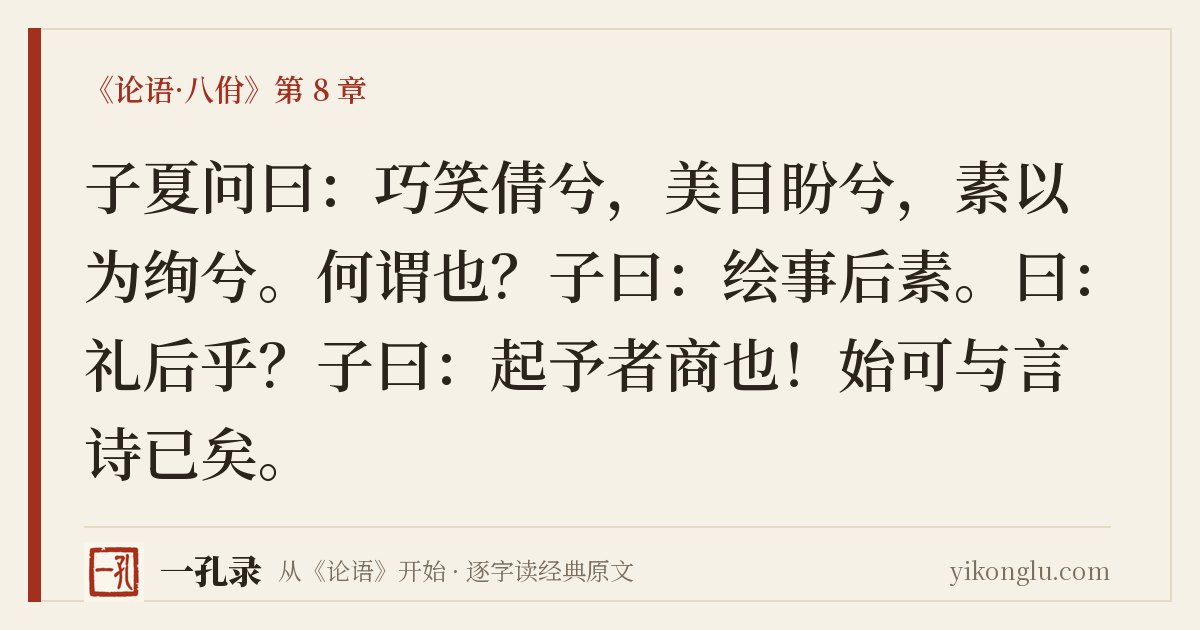 《论语·八佾》第 8 章
子夏问曰：巧笑倩兮，美目盼兮，素以
为绚兮。何谓也？子曰：绘事后素。曰：
礼后乎？子曰：起予者商也！始可与言
诗已矣。
一孔
一孔录 从《论语》开始 · 逐字读经典原文 yikonglu.com